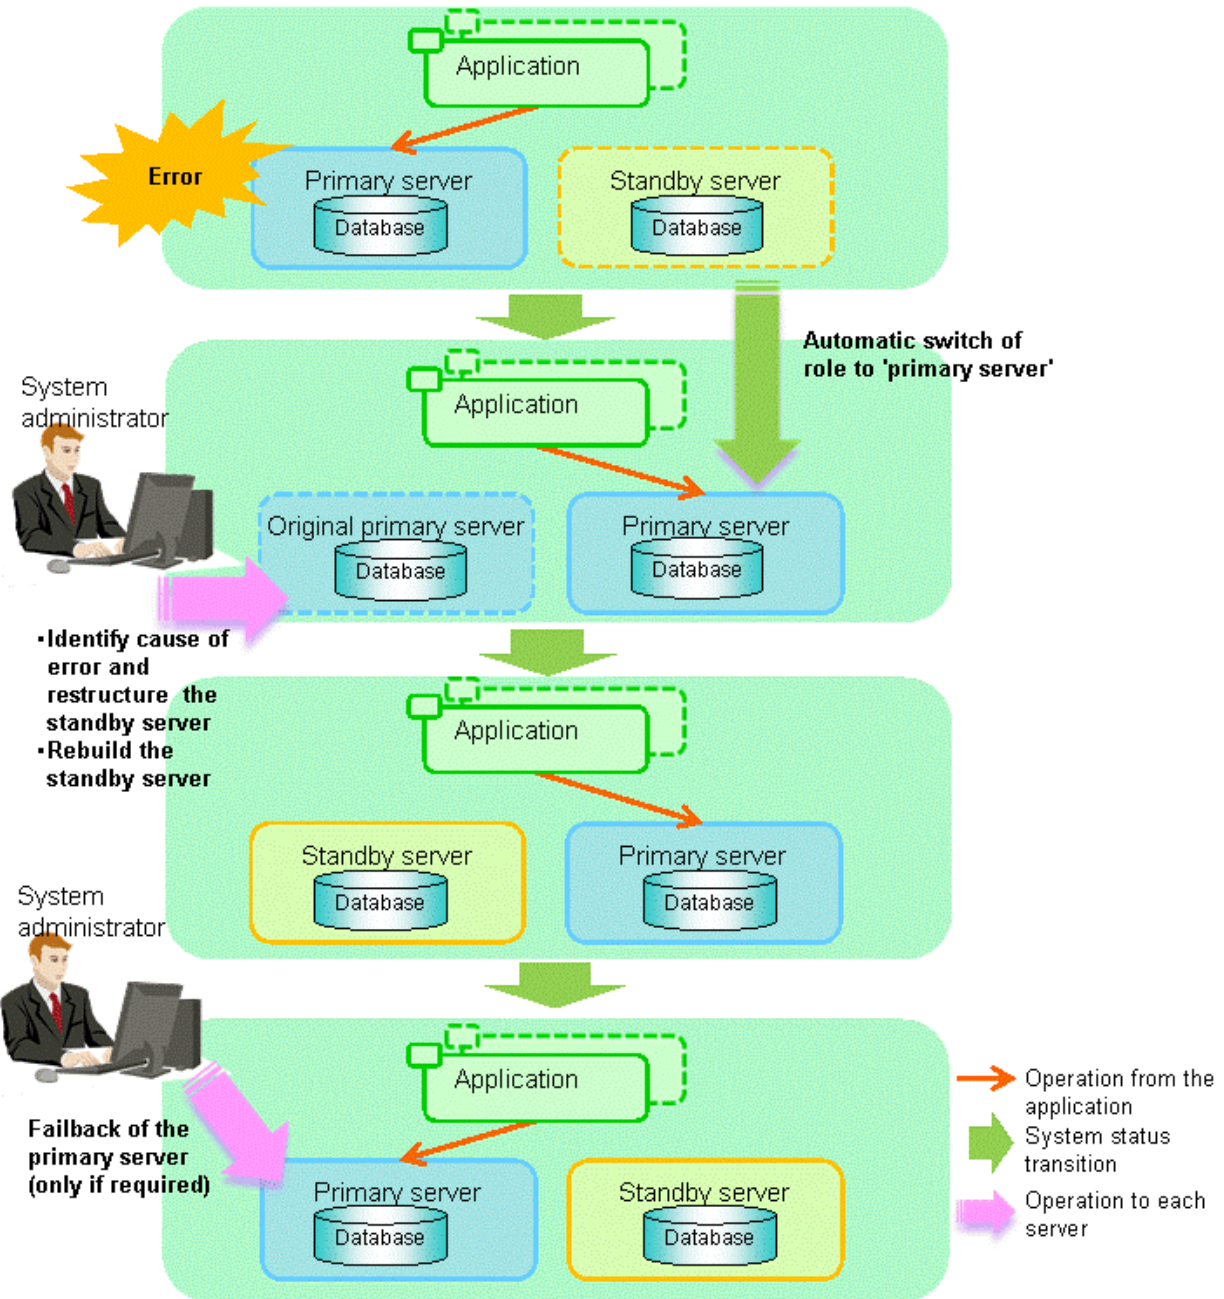 Application
Error
Primary server
Database
Standby server
Database
Automatic switch of
role to 'primary server'
System
administrator
Application
Original primary server
Database
Primary server
Database
・Identify cause of
error and
restructure the
standby server
・Rebuild the
standby server
Application
Standby server
Database
Primary server
Database
System
administrator
Application
Failback of the
primary server
(only if required)
Primary server
Database
Standby server
Database
Operation from the
application
System status
transition
Operation to each
server